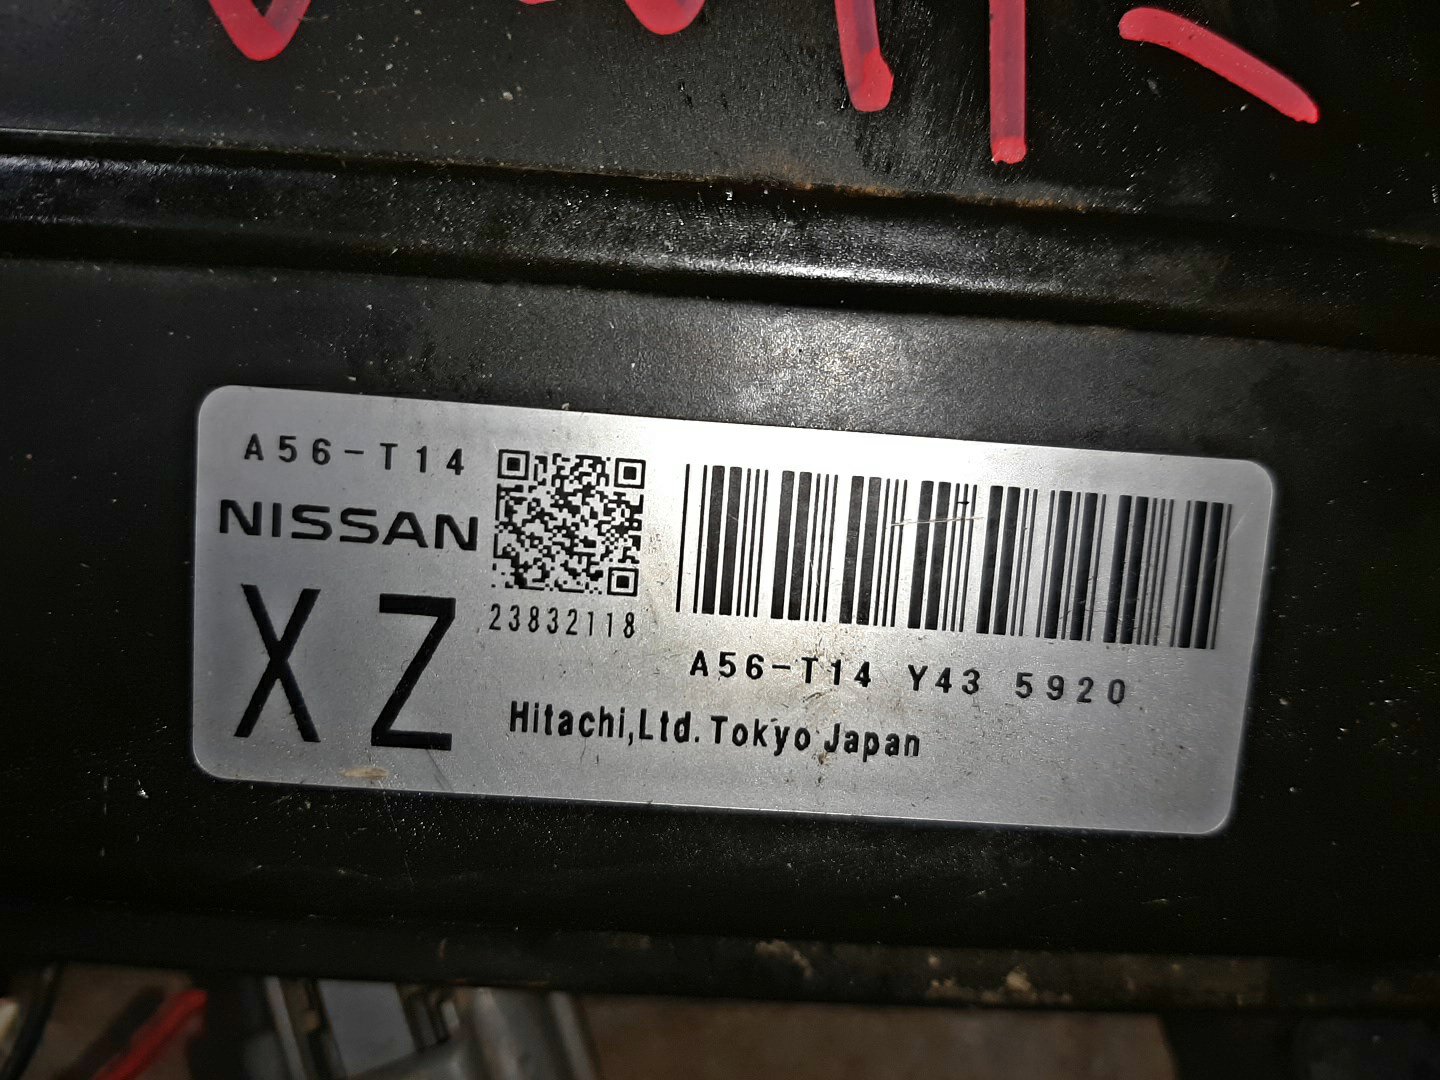 A56-T14
NISSAN
XZ
23832118
A56-T14 Y43 5920
Hitachi,Ltd. Tokyo Japan